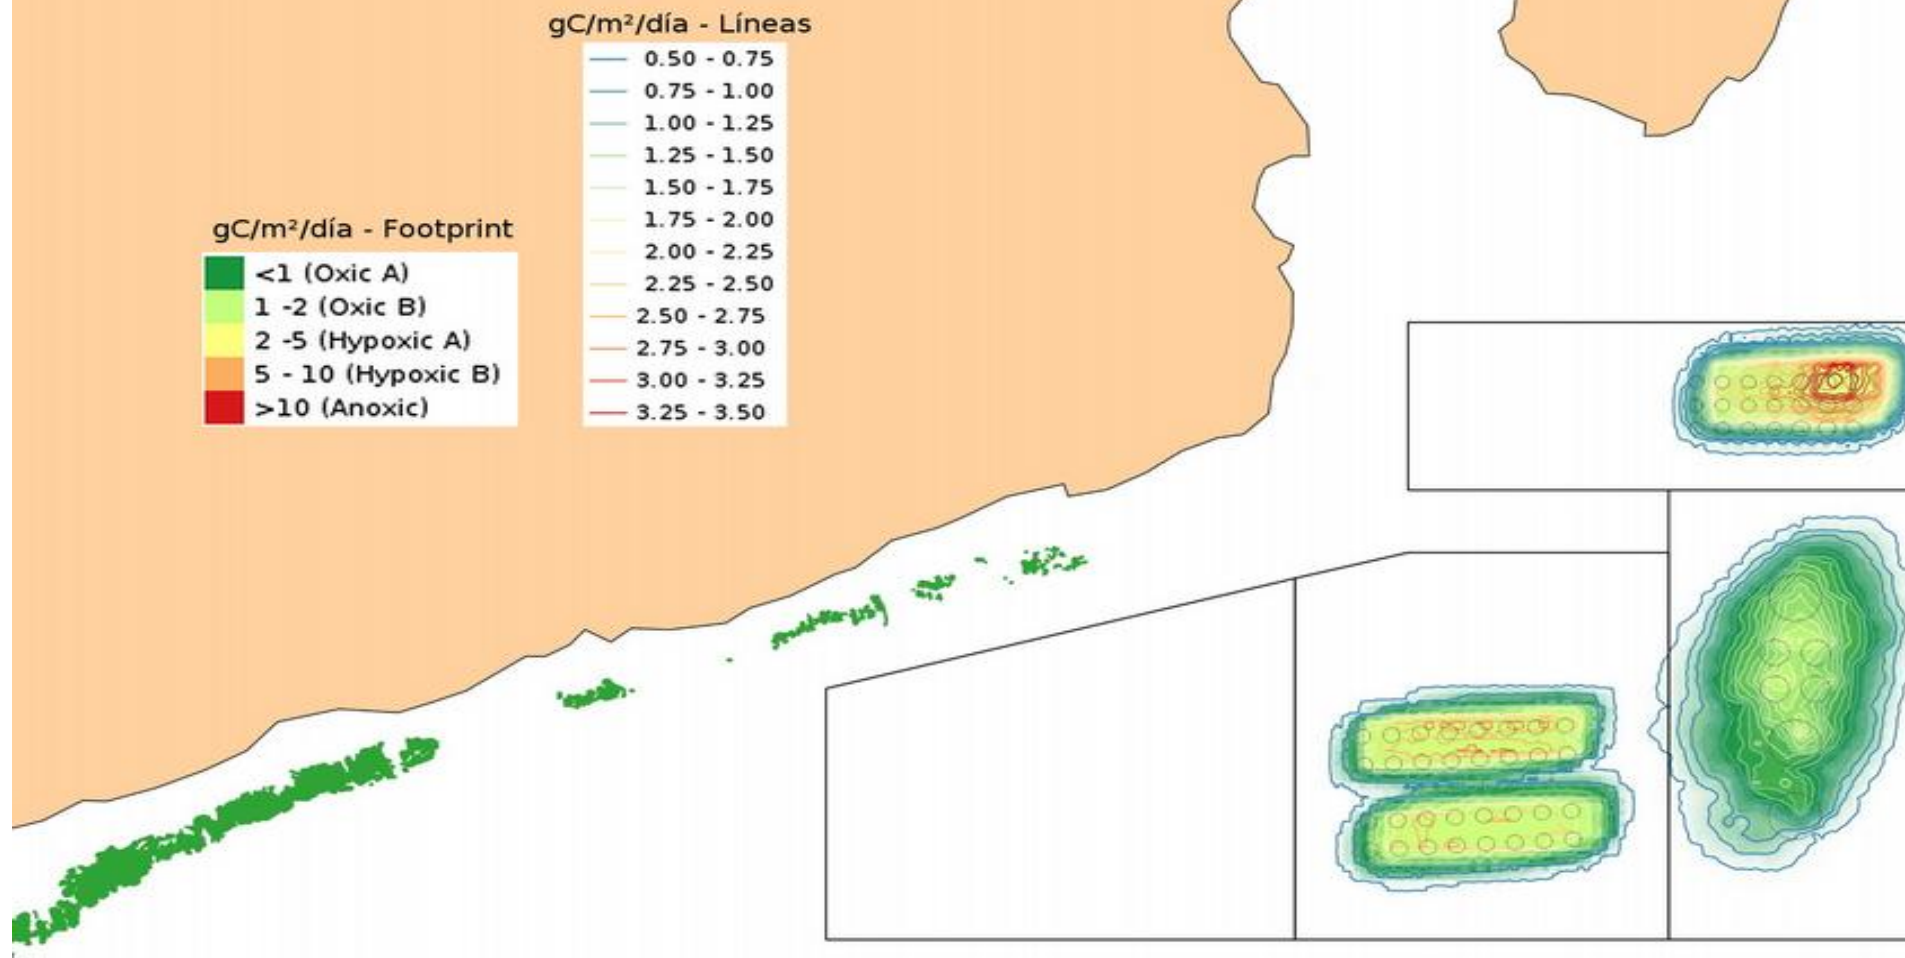 gC/m²/día - Líneas
0.50 - 0.75
0.75 - 1.00
1.00 - 1.25
1.25 - 1.50
1.50 - 1.75
1.75 - 2.00
2.00 - 2.25
2.25 - 2.50
2.50 - 2.75
2.75 - 3.00
3.00 - 3.25
3.25 - 3.50
gC/m²/día - Footprint
<1 (Oxic A)
1 -2 (Oxic B)
2 -5 (Hypoxic A)
5 - 10 (Hypoxic B)
>10 (Anoxic)